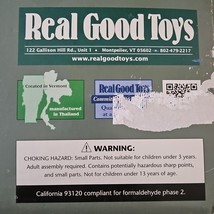 Real Good Toys
122 Gallison Hill Rd., Unit 1 • Montpelier, VT 05602 • 802-479-2217
www.realgoodtoys.com
Created in Vermont
manufactured
in Thailand
Real Good Toys
Commitm
Qu
at a
WARNING:
CHOKING HAZARD: Small Parts. Not suitable for children under 3 years.
Adult assembly required. Contains potentially hazardous sharp points,
and small parts. Not for children under 13 years of age.
California 93120 compliant for formaldehyde phase 2.